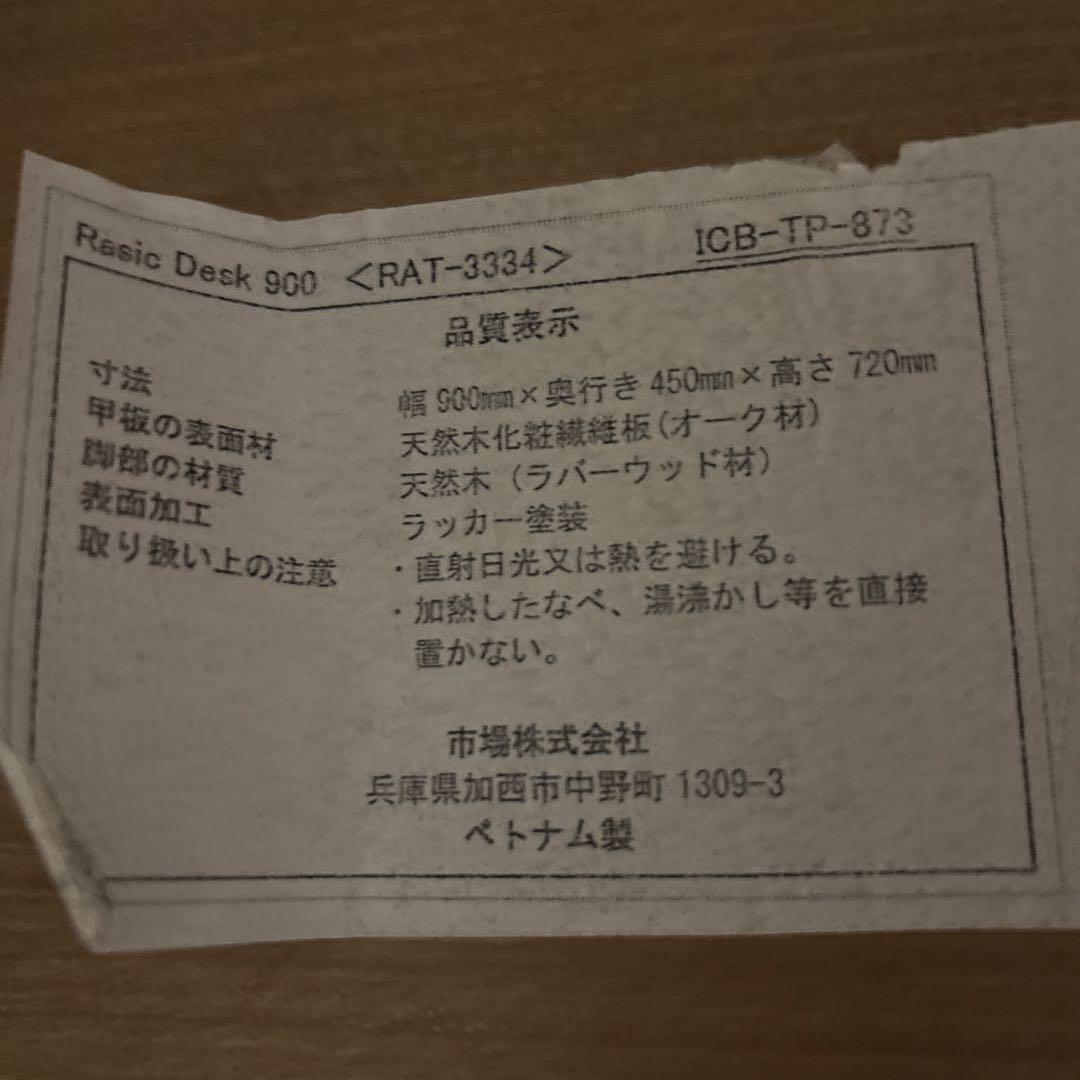 Rasic Desk 900 <RAT-3334> ICB-TP-873
品質表示
寸法 幅 900mm×奥行き 450mm×高さ 720mm
甲板の表面材 天然木化粧繊維板(オーク材)
脚部の材質 天然木（ラバーウッド材）
表面加工 ラッカー塗装
取り扱い上の注意 ・直射日光又は熱を避ける。
・加熱したなべ、湯沸かし等を直接
置かない。
市場株式会社
兵庫県加西市中野町 1309-3
ベトナム製